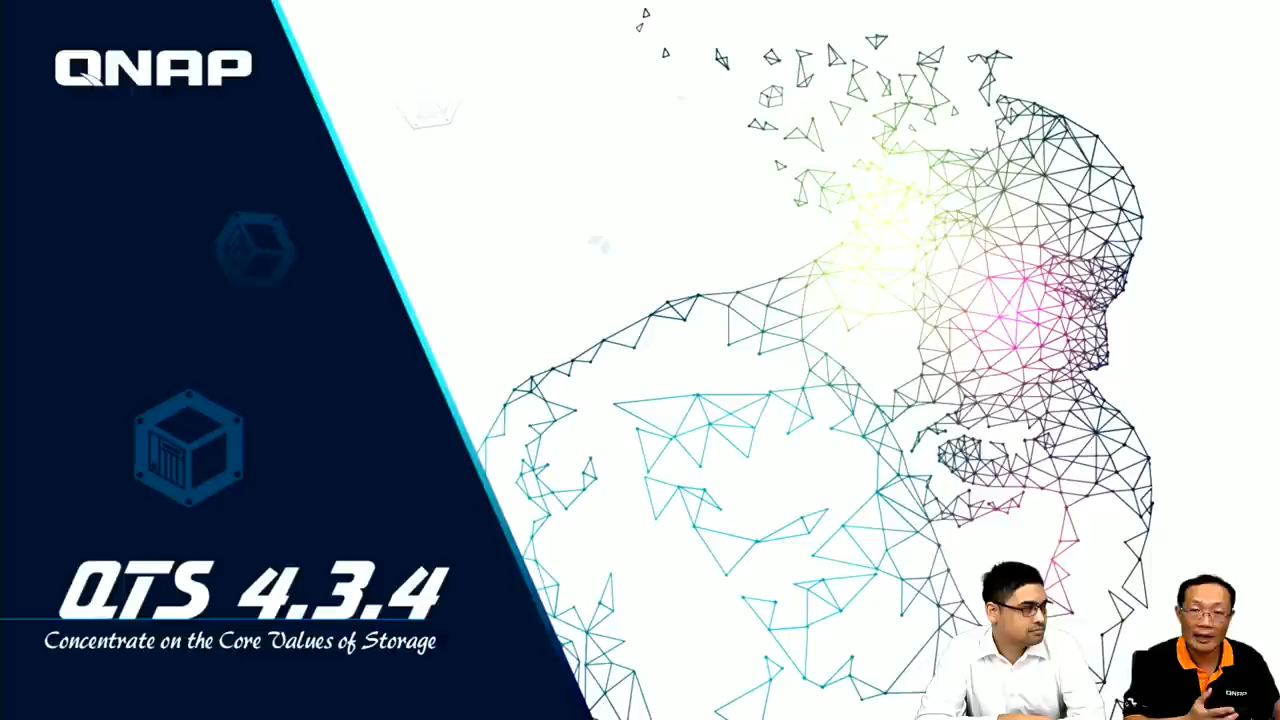 QNAP
QTS 4.3.4
Concentrate on the Core Values of Storage
QNAP